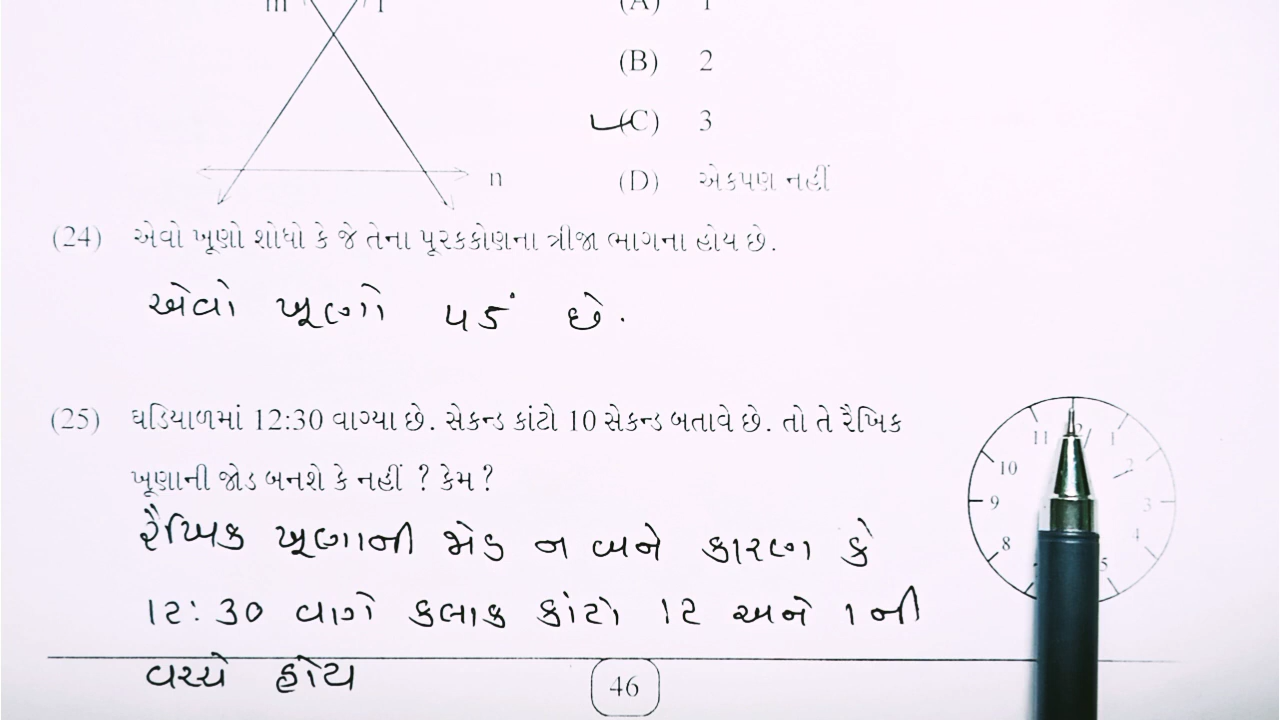 m l (A) 1
(B) 2
(C) 3
n (D) એકપણ નહીં
(24) એવો ખૂણો શોધો કે જે તેના પૂરકકોણના ત્રીજા ભાગના હોય છે.
એવો ખૂણો ૫ડં છે.
(25) ઘડિયાળમાં 12:30 વાગ્યા છે. સેકન્ડ કાંટો 10 સેકન્ડ બતાવે છે. તો તે રૈખિક
ખૂણાની જોડ બનશે કે નહીં ? કેમ ?
11 12 1
10 2
9 3
8 4
5
રૈખિક ખૂણાની જોડ ન બને કારણ કે
12:30 વાગે કલાક કાંટો 12 અને 1 ની
વચ્ચે હોય
46